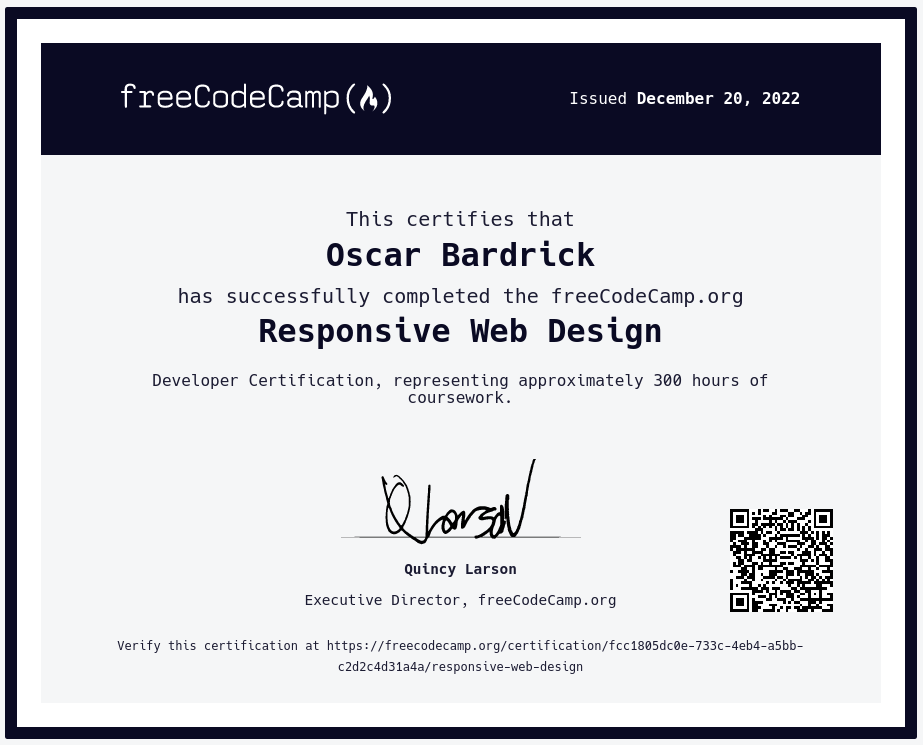 freeCodeCamp(🔥)
Issued December 20, 2022
This certifies that
Oscar Bardrick
has successfully completed the freeCodeCamp.org
Responsive Web Design
Developer Certification, representing approximately 300 hours of
coursework.
Q Larson
Quincy Larson
Executive Director, freeCodeCamp.org
Verify this certification at https://freecodecamp.org/certification/fcc1805dc0e-733c-4eb4-a5bb-
c2d2c4d31a4a/responsive-web-design